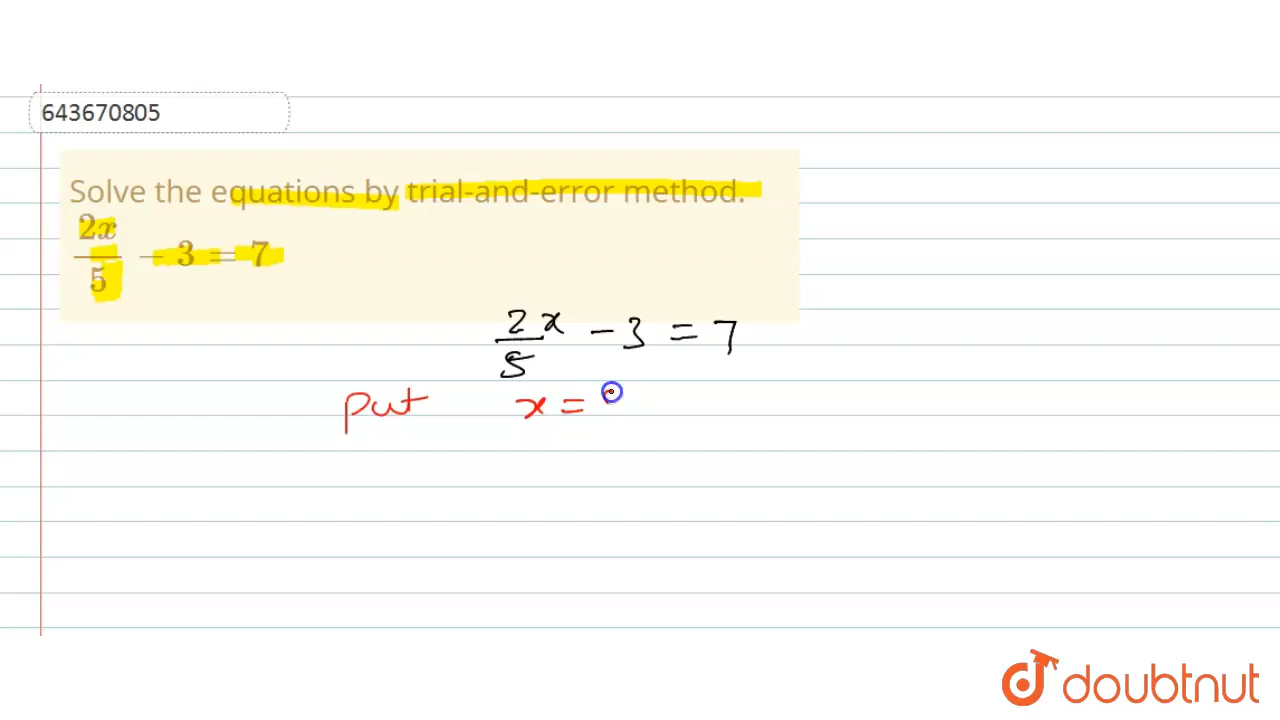 643670805
Solve the equations by trial-and-error method.
2x/5 − 3 = 7
2x/5 − 3 = 7
Put x =
doubtnut